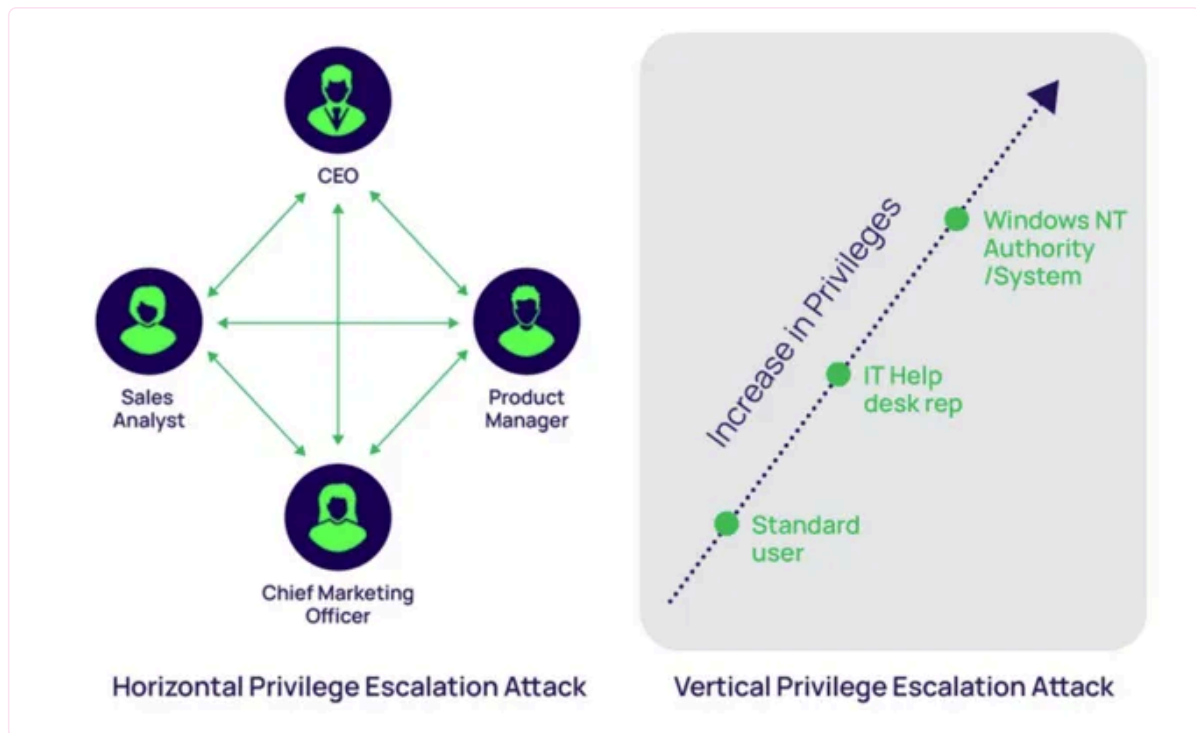 CEO
Sales
Analyst
Product
Manager
Chief Marketing
Officer
Horizontal Privilege Escalation Attack
Increase in Privileges
Windows NT
Authority
/System
IT Help
desk rep
Standard
user
Vertical Privilege Escalation Attack